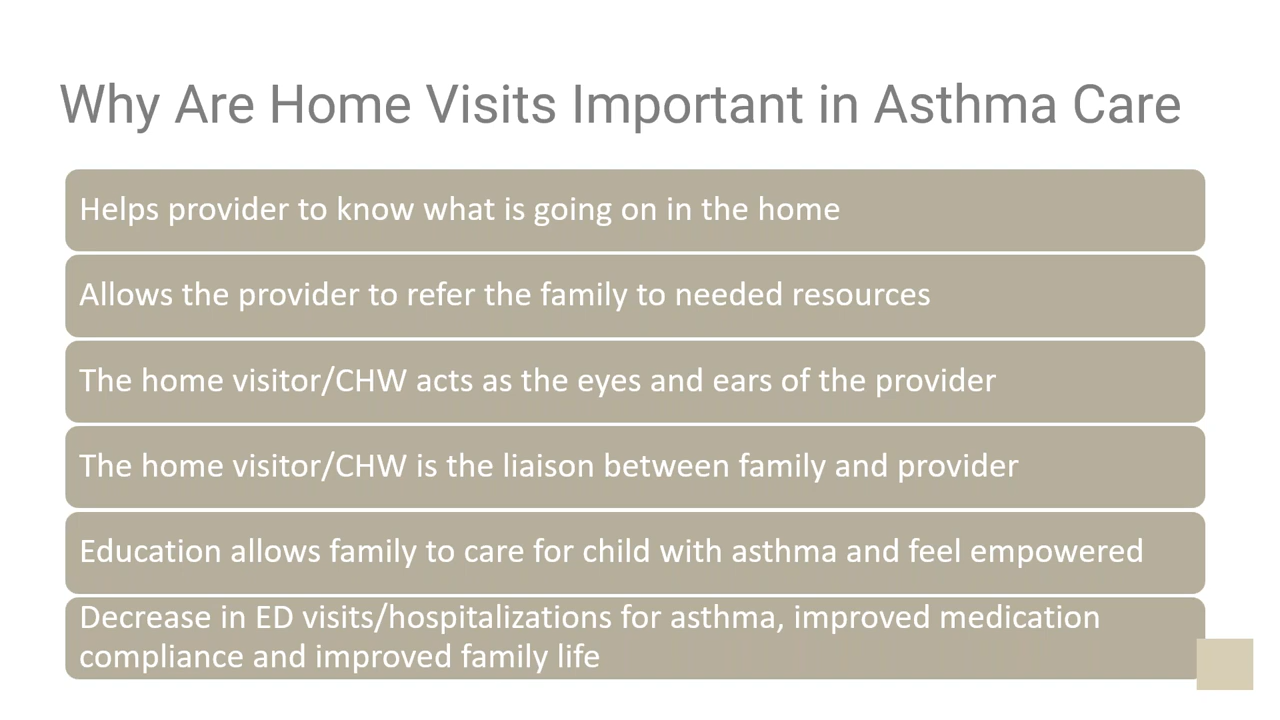 Why Are Home Visits Important in Asthma Care
Helps provider to know what is going on in the home
Allows the provider to refer the family to needed resources
The home visitor/CHW acts as the eyes and ears of the provider
The home visitor/CHW is the liaison between family and provider
Education allows family to care for child with asthma and feel empowered
Decrease in ED visits/hospitalizations for asthma, improved medication
compliance and improved family life